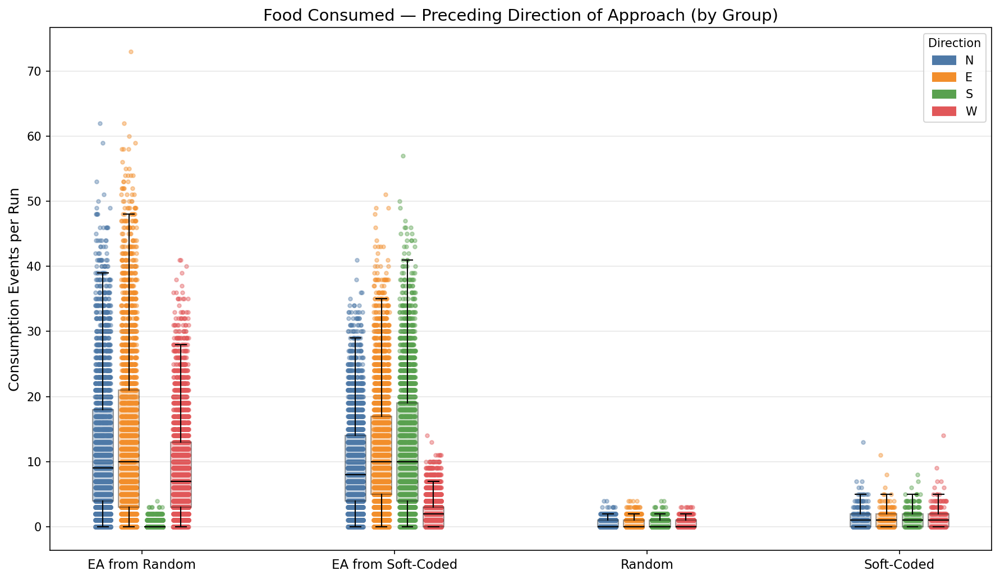 Food Consumed — Preceding Direction of Approach (by Group)
Direction
N
E
S
W
Consumption Events per Run
70
60
50
40
30
20
10
0
EA from Random
EA from Soft-Coded
Random
Soft-Coded